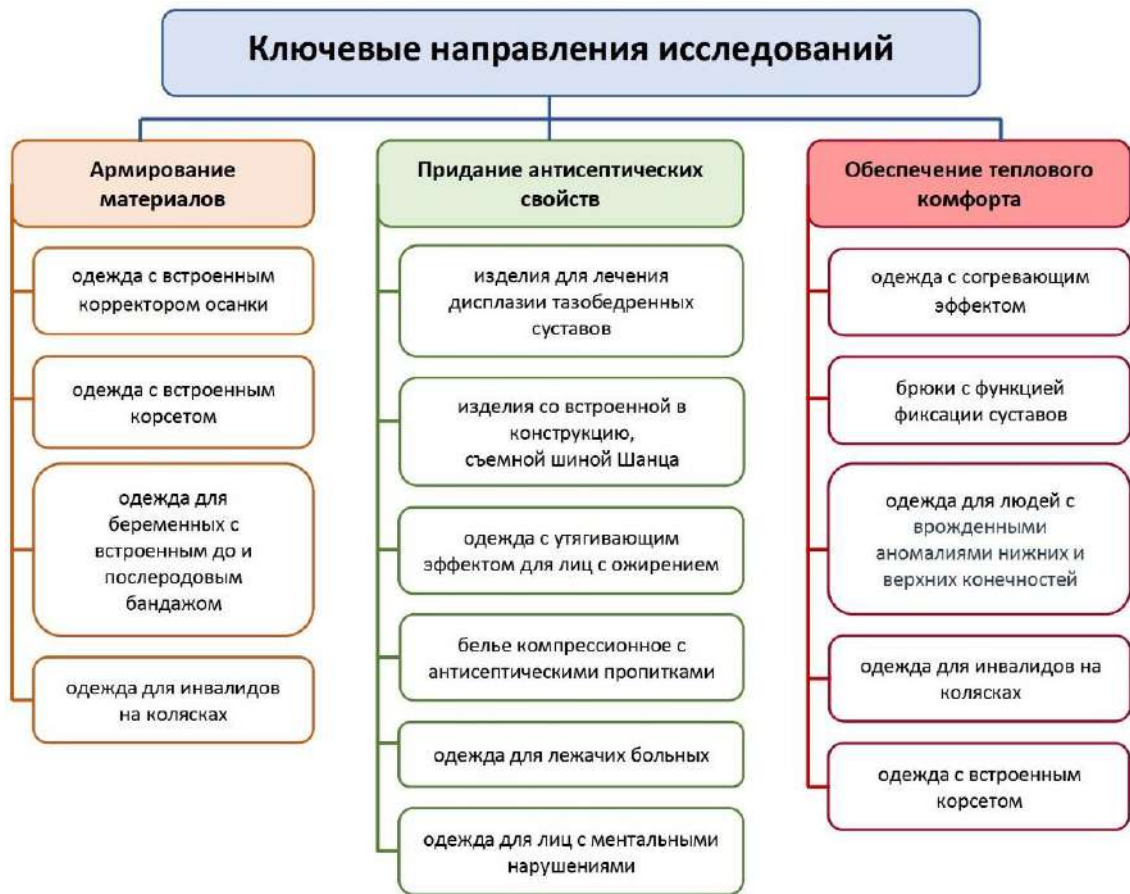 Ключевые направления исследований
Армирование
материалов
одежда с встроенным
корректором осанки
одежда с встроенным
корсетом
одежда для
беременных с
встроенным до и
послеродовым
бандажом
одежда для инвалидов
на колясках
Придание антисептических
свойств
изделия для лечения
дисплазии тазобедренных
суставов
изделия со встроенной в
конструкцию,
съемной шиной Шанца
одежда с утягивающим
эффектом для лиц с ожирением
белье компрессионное с
антисептическими пропитками
одежда для лежачих больных
одежда для лиц с ментальными
нарушениями
Обеспечение теплового
комфорта
одежда с согревающим
эффектом
брюки с функцией
фиксации суставов
одежда для людей с
врожденными
аномалиями нижних и
верхних конечностей
одежда для инвалидов на
колясках
одежда с встроенным
корсетом